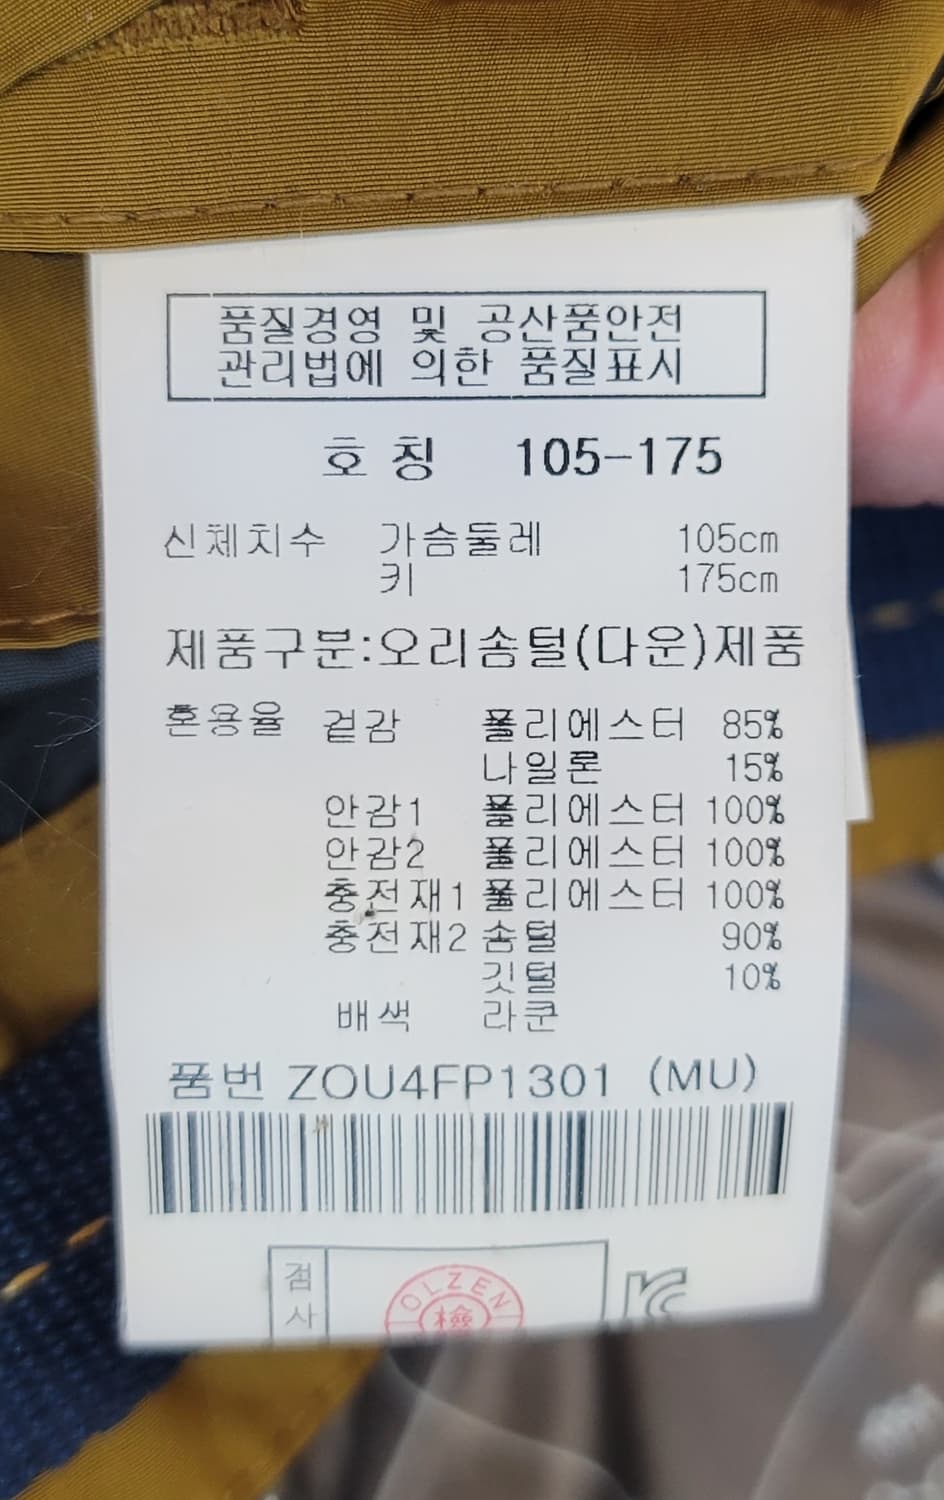 품질경영 및 공산품안전
관리법에 의한 품질표시
호 칭 105-175
신체치수 가슴둘레 105cm
키 175cm
제품구분:오리솜털(다운)제품
혼용율 겉감 폴리에스터 85%
나일론 15%
안감1 폴리에스터 100%
안감2 폴리에스터 100%
충전재1 폴리에스터 100%
충전재2 솜털 90%
깃털 10%
배색 라쿤
품번 ZOU4FP1301 (MU)
검사
OLZEN
檢